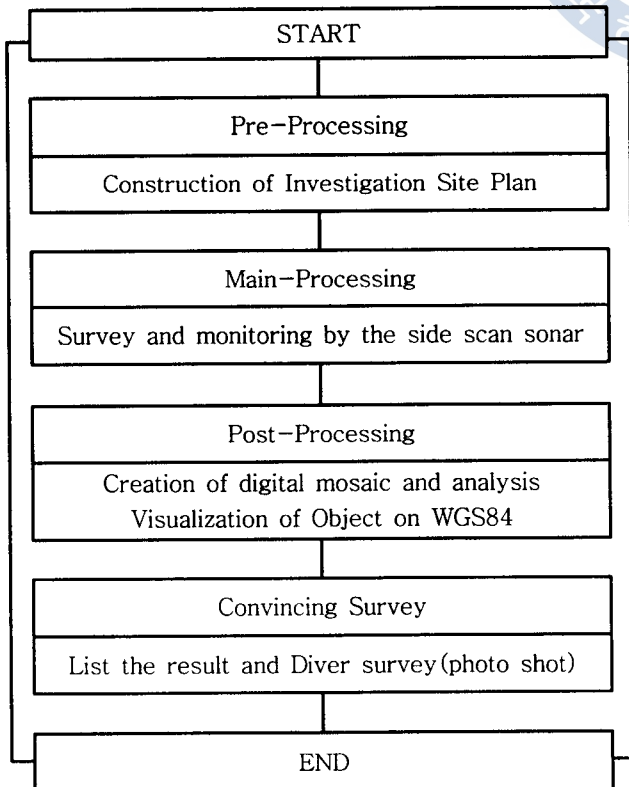 START
Pre-Processing
Construction of Investigation Site Plan
Main-Processing
Survey and monitoring by the side scan sonar
Post-Processing
Creation of digital mosaic and analysis
Visualization of Object on WGS84
Convincing Survey
List the result and Diver survey(photo shot)
END